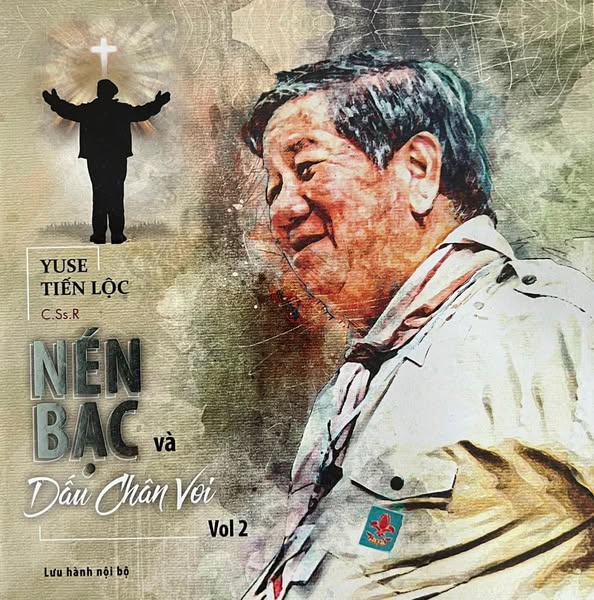 YUSE
TIẾN LỘC
C.Ss.R
NÉN
BẠC và
Dấu Chân Voi
Vol 2
Lưu hành nội bộ